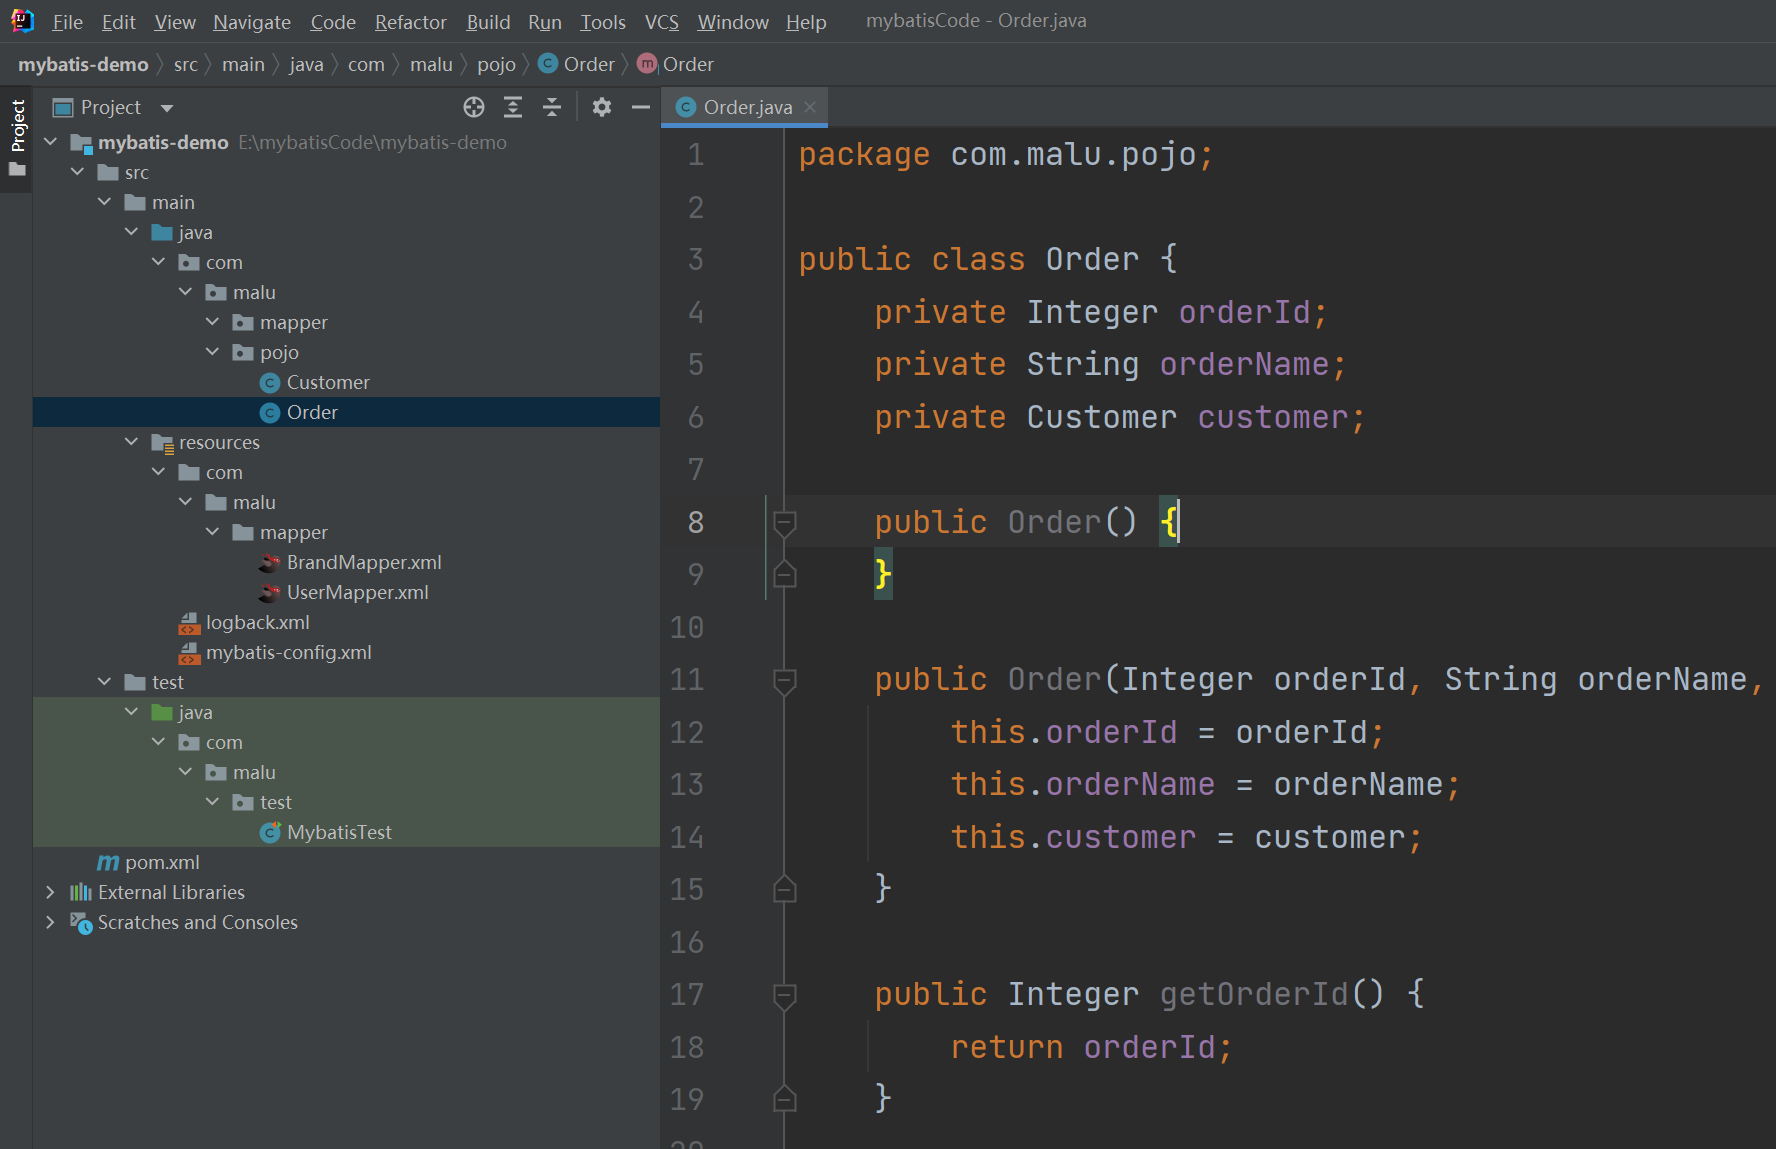 File Edit View Navigate Code Refactor Build Run Tools VCS Window Help mybatisCode - Order.java
mybatis-demo src main java com malu pojo Order Order
Project
Project
mybatis-demo E:\mybatisCode\mybatis-demo
src
main
java
com
malu
mapper
pojo
Customer
Order
resources
com
malu
mapper
BrandMapper.xml
UserMapper.xml
logback.xml
mybatis-config.xml
test
java
com
malu
test
MybatisTest
pom.xml
External Libraries
Scratches and Consoles
Order.java
1 package com.malu.pojo;
2
3 public class Order {
4 private Integer orderId;
5 private String orderName;
6 private Customer customer;
7
8 public Order() {
9 }
10
11 public Order(Integer orderId, String orderName,
12 this.orderId = orderId;
13 this.orderName = orderName;
14 this.customer = customer;
15 }
16
17 public Integer getOrderId() {
18 return orderId;
19 }